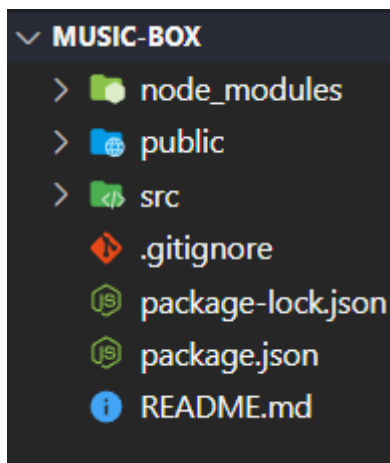 MUSIC-BOX
node_modules
public
src
.gitignore
package-lock.json
package.json
README.md